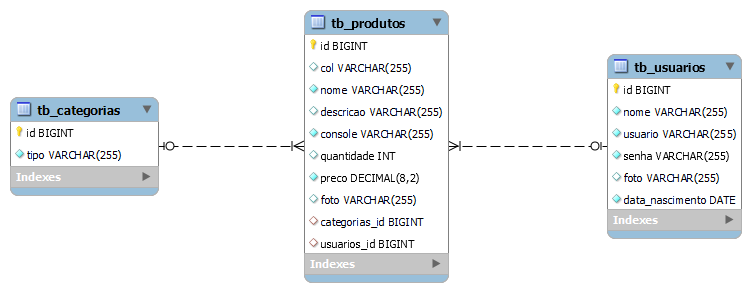 tb_categorias
id BIGINT
tipo VARCHAR(255)
Indexes
tb_produtos
id BIGINT
col VARCHAR(255)
nome VARCHAR(255)
descricao VARCHAR(255)
console VARCHAR(255)
quantidade INT
preco DECIMAL(8,2)
foto VARCHAR(255)
categorias_id BIGINT
usuarios_id BIGINT
Indexes
tb_usuarios
id BIGINT
nome VARCHAR(255)
usuario VARCHAR(255)
senha VARCHAR(255)
foto VARCHAR(255)
data_nascimento DATE
Indexes